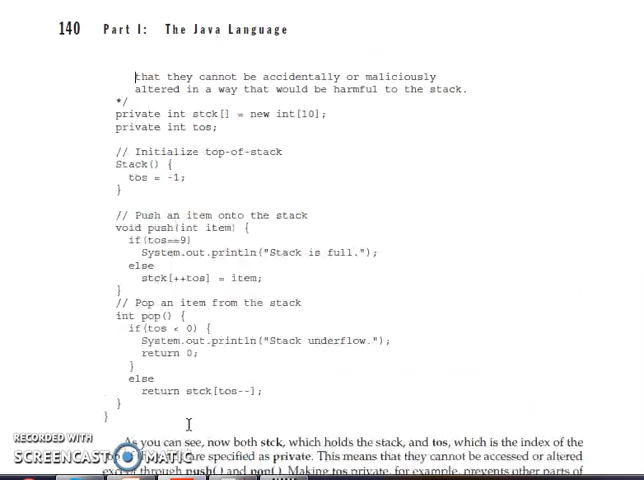 140 Part I: The Java Language
that they cannot be accidentally or maliciously
altered in a way that would be harmful to the stack.
*/
private int stck[] = new int[10];
private int tos;
// Initialize top-of-stack
Stack() {
tos = -1;
}
// Push an item onto the stack
void push(int item) {
if(tos==9)
System.out.println("Stack is full.");
else
stck[++tos] = item;
}
// Pop an item from the stack
int pop() {
if(tos < 0) {
System.out.println("Stack underflow.");
return 0;
}
else
return stck[tos--];
}
}
As you can see, now both stck, which holds the stack, and tos, which is the index of the
are specified as private. This means that they cannot be accessed or altered
through push() and pop(). Making tos private, for example, prevents other parts of
RECORDED WITH
SCREENCAST MATIC